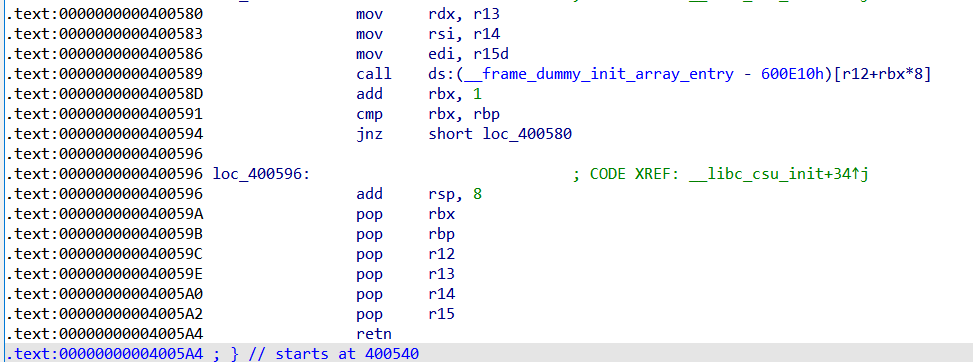 .text:0000000000400580 mov rdx, r13
.text:0000000000400583 mov rsi, r14
.text:0000000000400586 mov edi, r15d
.text:0000000000400589 call ds:(__frame_dummy_init_array_entry - 600E10h)[r12+rbx*8]
.text:000000000040058D add rbx, 1
.text:0000000000400591 cmp rbx, rbp
.text:0000000000400594 jnz short loc_400580
.text:0000000000400596
.text:0000000000400596 loc_400596: ; CODE XREF: __libc_csu_init+34↑j
.text:0000000000400596 add rsp, 8
.text:000000000040059A pop rbx
.text:000000000040059B pop rbp
.text:000000000040059C pop r12
.text:000000000040059E pop r13
.text:00000000004005A0 pop r14
.text:00000000004005A2 pop r15
.text:00000000004005A4 retn
.text:00000000004005A4 ; } // starts at 400540